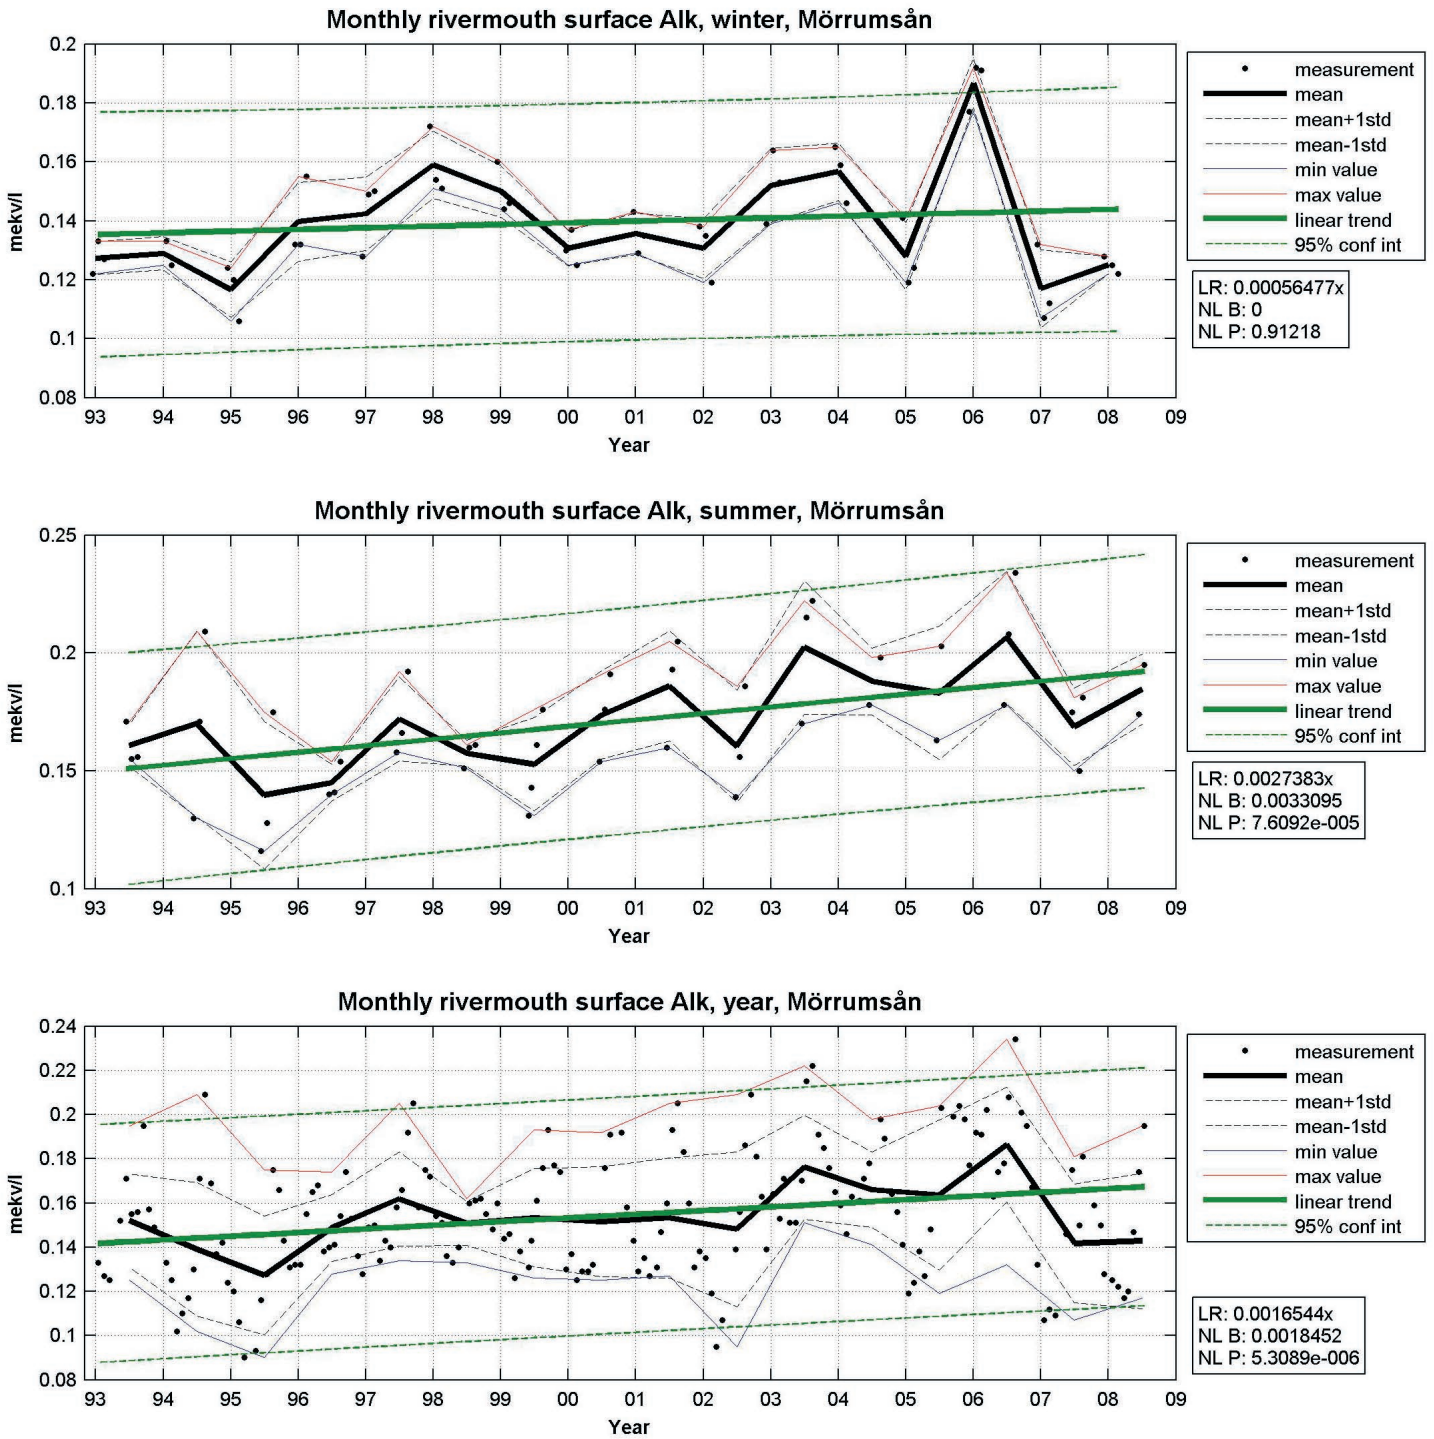 Monthly rivermouth surface Alk, winter, Mörrumsån
mekv/l
0.2
0.18
0.16
0.14
0.12
0.1
0.08
93 94 95 96 97 98 99 00 01 02 03 04 05 06 07 08 09
Year
measurement
mean
mean+1std
mean-1std
min value
max value
linear trend
95% conf int
LR: 0.00056477x
NL B: 0
NL P: 0.91218
Monthly rivermouth surface Alk, summer, Mörrumsån
mekv/l
0.25
0.2
0.15
0.1
93 94 95 96 97 98 99 00 01 02 03 04 05 06 07 08 09
Year
measurement
mean
mean+1std
mean-1std
min value
max value
linear trend
95% conf int
LR: 0.0027383x
NL B: 0.0033095
NL P: 7.6092e-005
Monthly rivermouth surface Alk, year, Mörrumsån
mekv/l
0.24
0.22
0.2
0.18
0.16
0.14
0.12
0.1
0.08
93 94 95 96 97 98 99 00 01 02 03 04 05 06 07 08 09
Year
measurement
mean
mean+1std
mean-1std
min value
max value
linear trend
95% conf int
LR: 0.0016544x
NL B: 0.0018452
NL P: 5.3089e-006